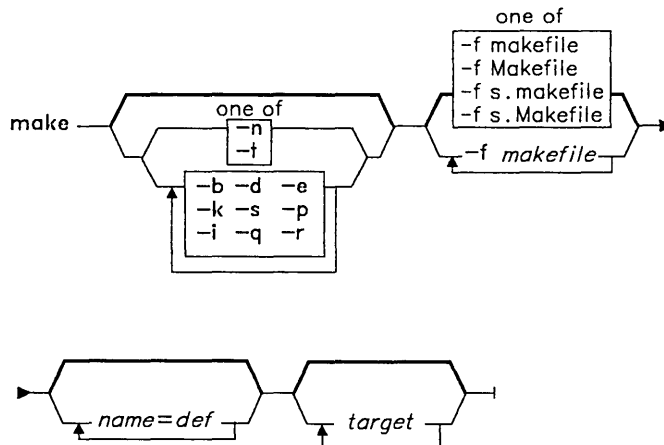 one of
-f makefile
-f Makefile
-f s.makefile
-f s.Makefile
make
one of
-n
-t
-f makefile
-b -d -e
-k -s -p
-i -q -r
name=def
target